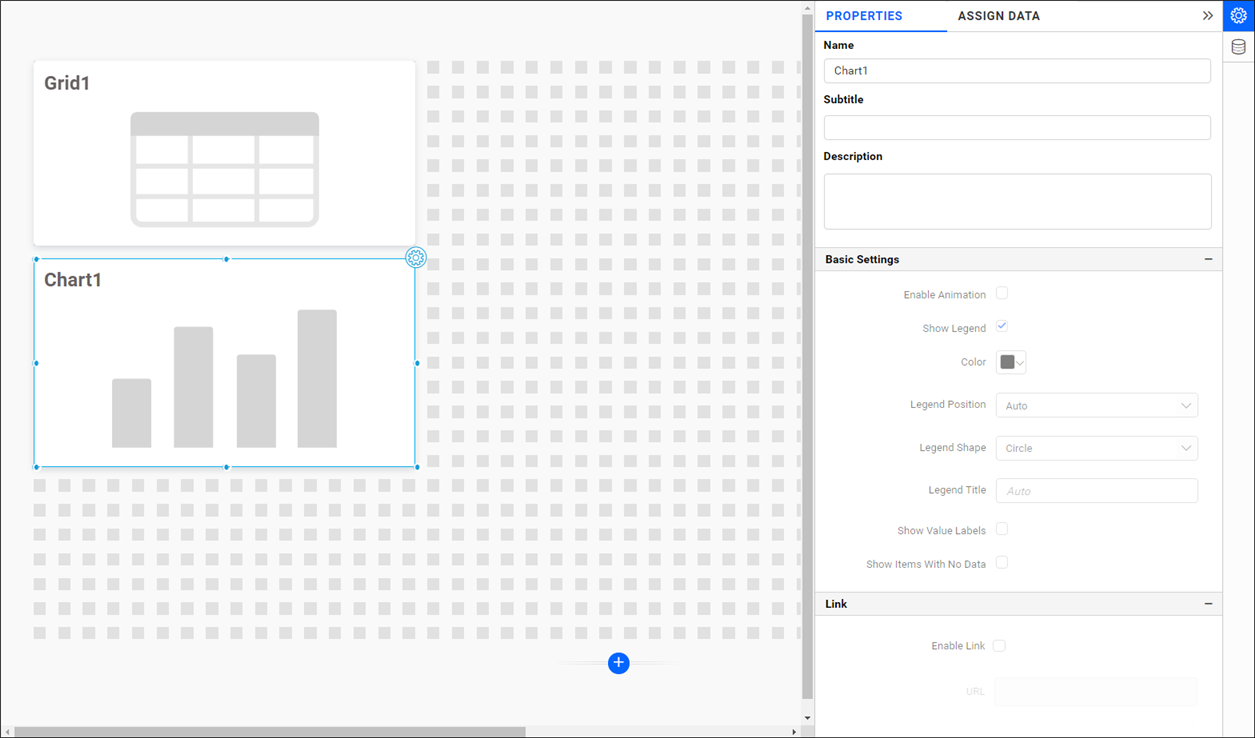 Grid1
Chart1
PROPERTIES
ASSIGN DATA
Name
Chart1
Subtitle
Description
Basic Settings
Enable Animation
Show Legend
Color
Legend Position Auto
Legend Shape Circle
Legend Title Auto
Show Value Labels
Show Items With No Data
Link
Enable Link
URL